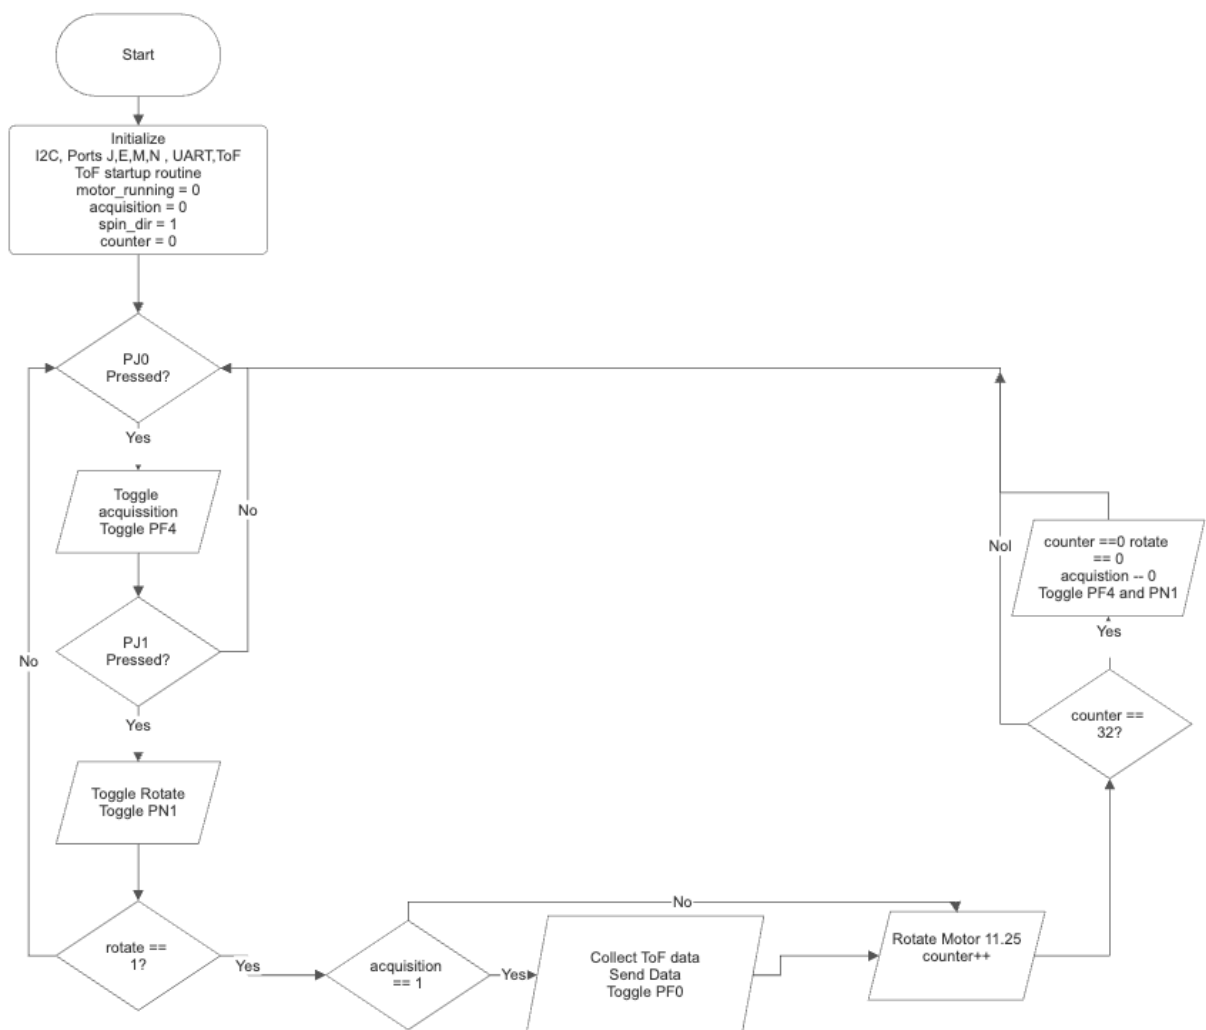 Start
Initialize
I2C, Ports J,E,M,N , UART,ToF
ToF startup routine
motor_running = 0
acquisition = 0
spin_dir = 1
counter = 0
PJ0
Pressed?
Yes
Toggle
acquissition
Toggle PF4
No
PJ1
Pressed?
No
Yes
Toggle Rotate
Toggle PN1
rotate ==
1?
Yes
acquisition
== 1
No
Yes
Collect ToF data
Send Data
Toggle PF0
Rotate Motor 11.25
counter++
counter ==
32?
Nol
Yes
counter ==0 rotate
== 0
acquistion -- 0
Toggle PF4 and PN1